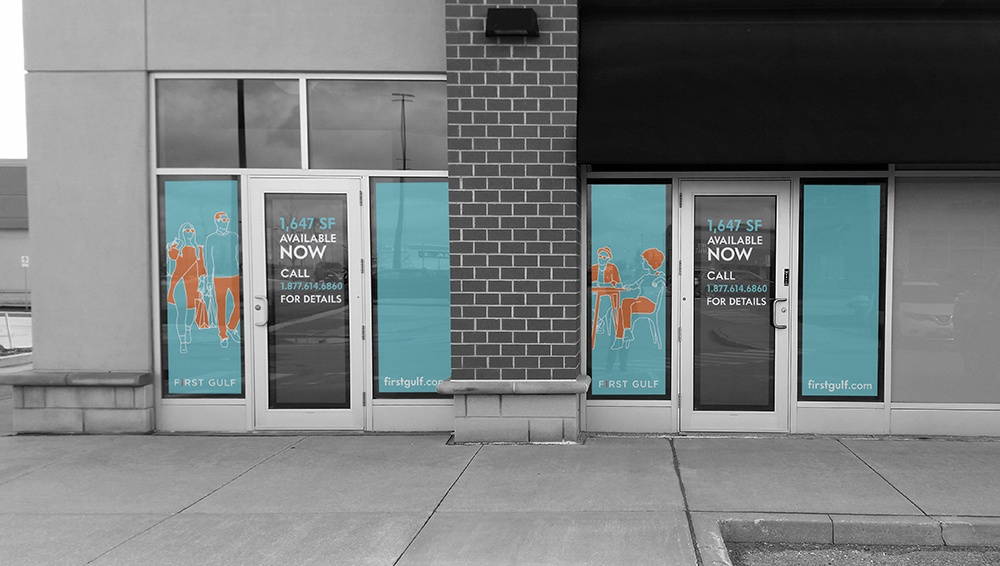 1,647 SF
AVAILABLE
NOW
CALL
1.877.614.6860
FOR DETAILS
FIRST GULF
firstgulf.co
1,647 SF
AVAILABLE
NOW
CALL
1.877.614.6860
FOR DETAILS
FIRST GULF
firstgulf.com